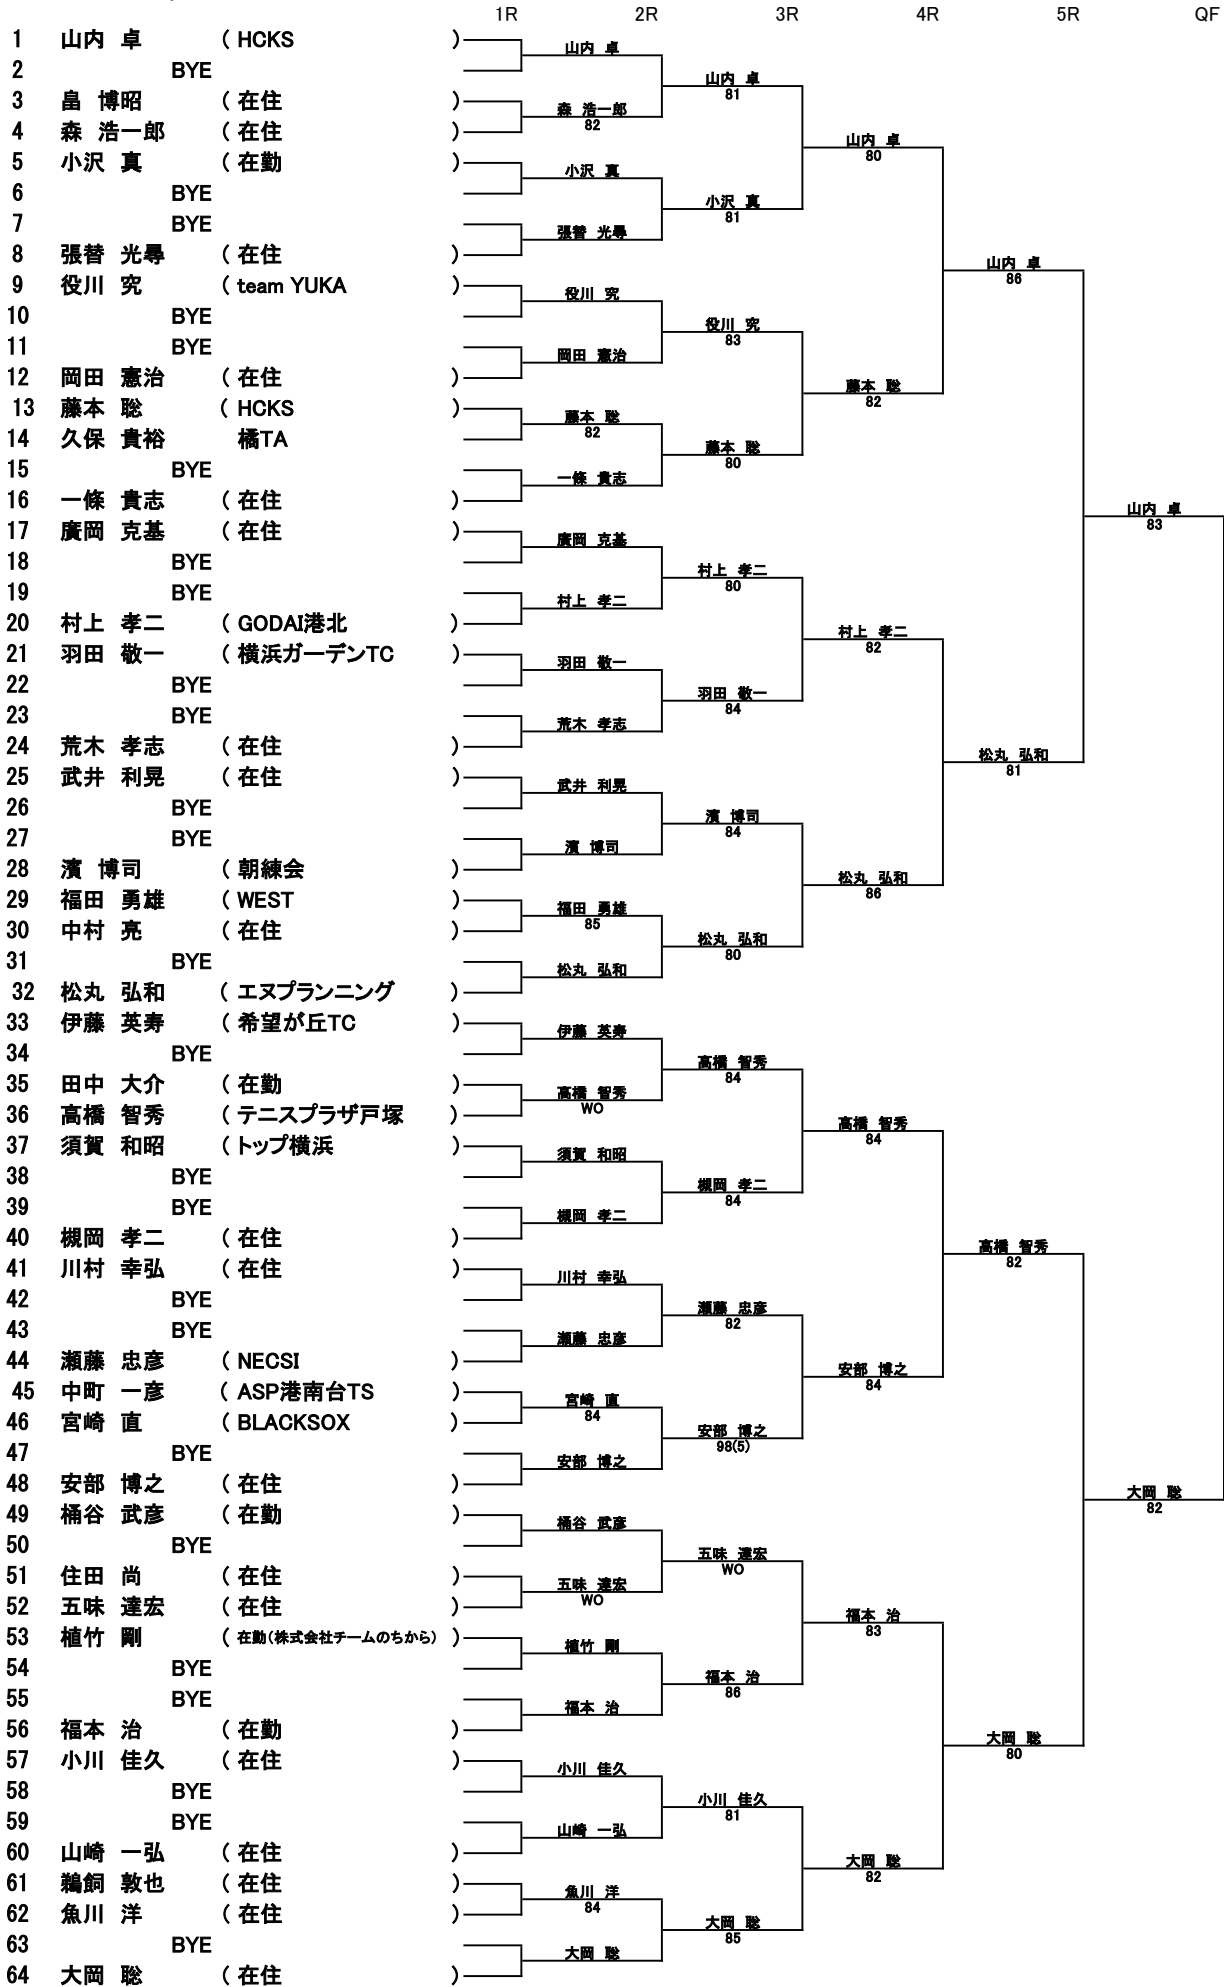 1R 2R 3R 4R 5R QF
1 山内 卓 ( HCKS )
2 BYE
3 畠 博昭 ( 在住 )
4 森 浩一郎 ( 在住 )
5 小沢 真 ( 在勤 )
6 BYE
7 BYE
8 張替 光尋 ( 在住 )
9 役川 究 ( team YUKA )
10 BYE
11 BYE
12 岡田 憲治 ( 在住 )
13 藤本 聡 ( HCKS )
14 久保 貴裕 橘TA
15 BYE
16 一條 貴志 ( 在住 )
17 廣岡 克基 ( 在住 )
18 BYE
19 BYE
20 村上 孝二 ( GODAI港北 )
21 羽田 敬一 ( 横浜ガーデンTC )
22 BYE
23 BYE
24 荒木 孝志 ( 在住 )
25 武井 利晃 ( 在住 )
26 BYE
27 BYE
28 濱 博司 ( 朝練会 )
29 福田 勇雄 ( WEST )
30 中村 亮 ( 在住 )
31 BYE
32 松丸 弘和 ( エヌプランニング )
33 伊藤 英寿 ( 希望が丘TC )
34 BYE
35 田中 大介 ( 在勤 )
36 高橋 智秀 ( テニスプラザ戸塚 )
37 須賀 和昭 ( トップ横浜 )
38 BYE
39 BYE
40 槻岡 孝二 ( 在住 )
41 川村 幸弘 ( 在住 )
42 BYE
43 BYE
44 瀬藤 忠彦 ( NECSI )
45 中町 一彦 ( ASP港南台TS )
46 宮崎 直 ( BLACKSOX )
47 BYE
48 安部 博之 ( 在住 )
49 桶谷 武彦 ( 在勤 )
50 BYE
51 住田 尚 ( 在住 )
52 五味 達宏 ( 在住 )
53 植竹 剛 ( 在勤(株式会社チームのちから) )
54 BYE
55 BYE
56 福本 治 ( 在勤 )
57 小川 佳久 ( 在住 )
58 BYE
59 BYE
60 山崎 一弘 ( 在住 )
61 鵜飼 敦也 ( 在住 )
62 魚川 洋 ( 在住 )
63 BYE
64 大岡 聡 ( 在住 )
山内 卓
森 浩一郎
82
小沢 真
張替 光尋
役川 究
岡田 憲治
藤本 聡
82
一條 貴志
廣岡 克基
村上 孝二
羽田 敬一
荒木 孝志
武井 利晃
濱 博司
福田 勇雄
85
松丸 弘和
伊藤 英寿
高橋 智秀
WO
須賀 和昭
槻岡 孝二
川村 幸弘
瀬藤 忠彦
宮崎 直
84
安部 博之
桶谷 武彦
五味 達宏
WO
植竹 剛
福本 治
小川 佳久
山崎 一弘
魚川 洋
84
大岡 聡
山内 卓
81
小沢 真
81
役川 究
83
藤本 聡
80
村上 孝二
80
羽田 敬一
84
濱 博司
84
松丸 弘和
80
高橋 智秀
84
槻岡 孝二
84
瀬藤 忠彦
82
安部 博之
98(5)
五味 達宏
WO
福本 治
86
小川 佳久
81
大岡 聡
85
山内 卓
80
藤本 聡
82
村上 孝二
82
松丸 弘和
86
高橋 智秀
84
安部 博之
84
福本 治
83
大岡 聡
82
山内 卓
86
松丸 弘和
81
高橋 智秀
82
大岡 聡
80
山内 卓
83
大岡 聡
82